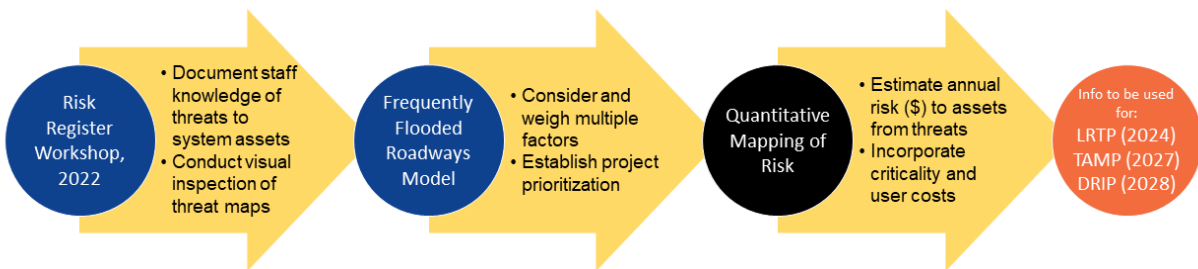 Risk
Register
Workshop,
2022
• Document staff
knowledge of
threats to
system assets
• Conduct visual
inspection of
threat maps
Frequently
Flooded
Roadways
Model
• Consider and
weigh multiple
factors
• Establish project
prioritization
Quantitative
Mapping of
Risk
• Estimate annual
risk ($) to assets
from threats
• Incorporate
criticality and
user costs
Info to be used
for:
LRTP (2024)
TAMP (2027)
DRIP (2028)